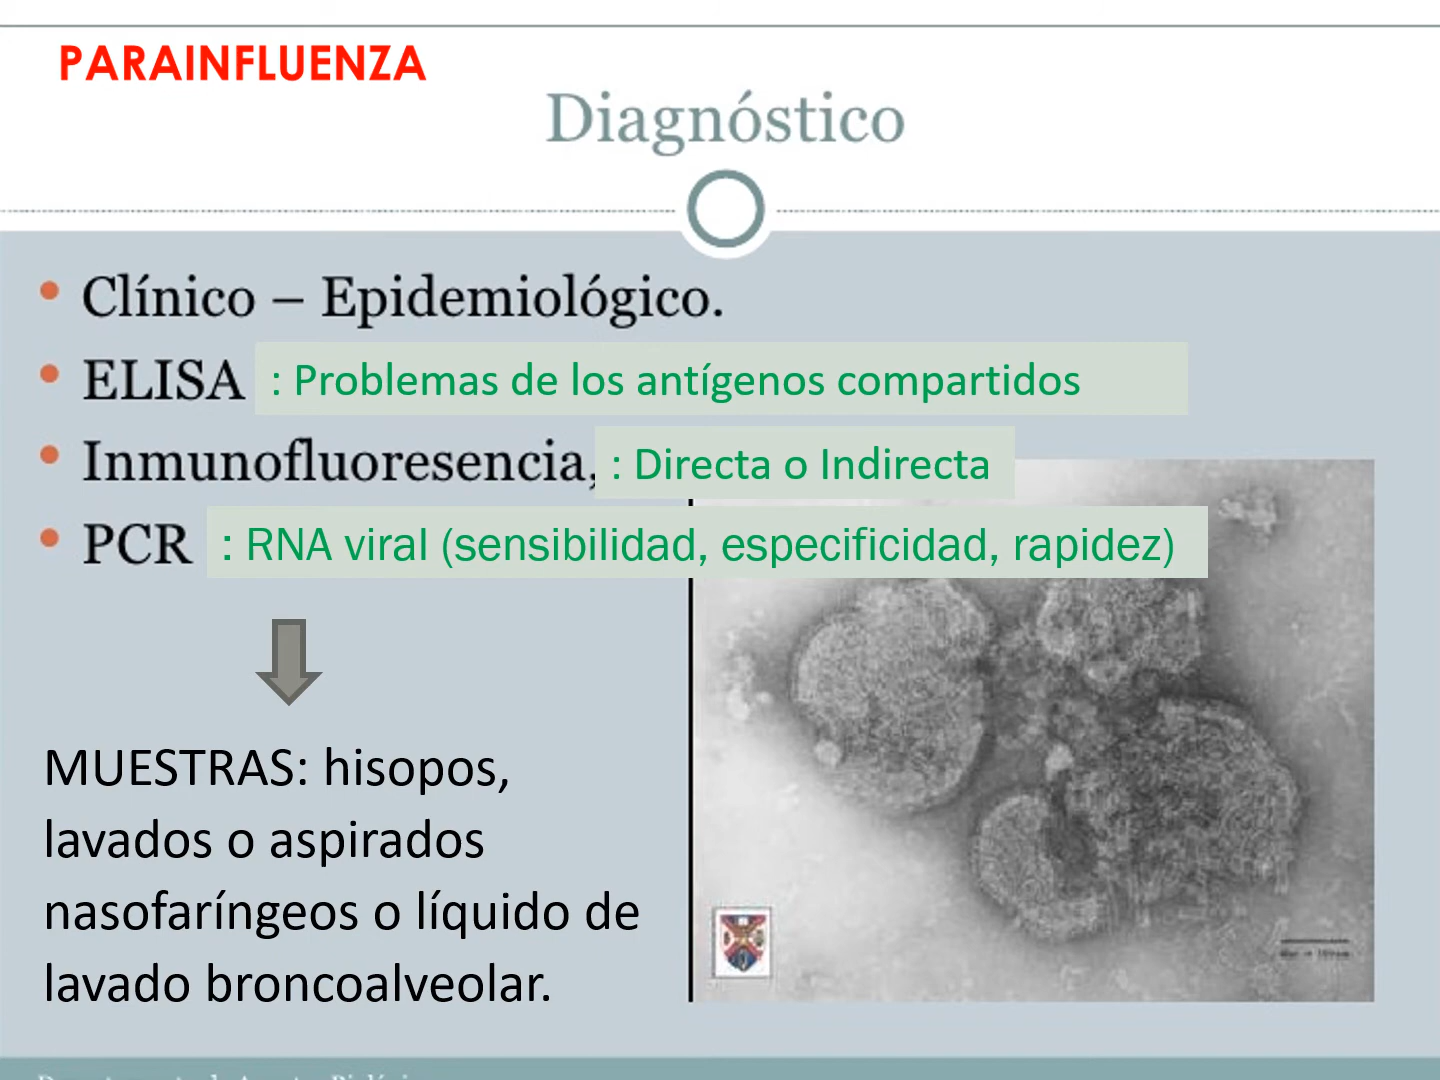 PARAINFLUENZA
Diagnóstico
• Clínico – Epidemiológico.
• ELISA : Problemas de los antígenos compartidos
• Inmunofluoresencia, : Directa o Indirecta
• PCR : RNA viral (sensibilidad, especificidad, rapidez)
MUESTRAS: hisopos,
lavados o aspirados
nasofaríngeos o líquido de
lavado broncoalveolar.